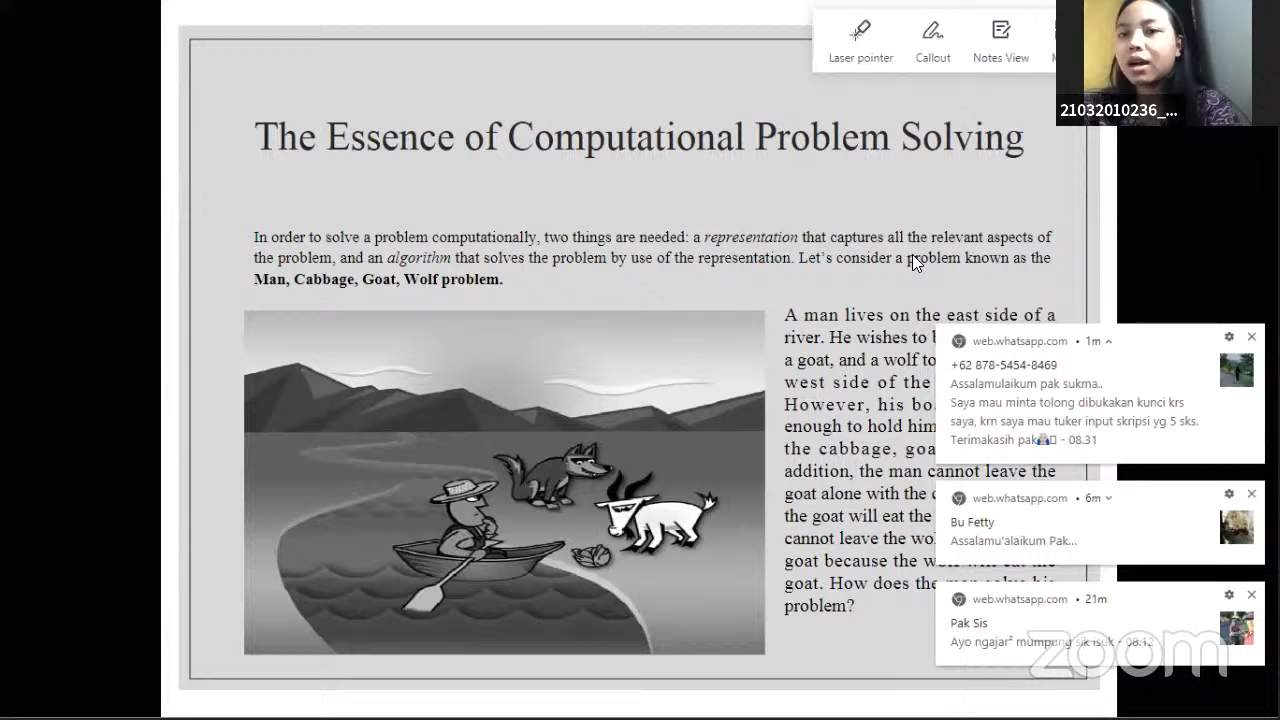 Laser pointer
Callout
Notes View
21032010236_...
The Essence of Computational Problem Solving
In order to solve a problem computationally, two things are needed: a representation that captures all the relevant aspects of
the problem, and an algorithm that solves the problem by use of the representation. Let's consider a problem known as the
Man, Cabbage, Goat, Wolf problem.
A man lives on the east side of a
river. He wishes to
a goat, and a wolf to
west side of the
However, his
enough to hold him
the cabbage,
addition, the man cannot leave the
goat alone with the
the goat will eat the
cannot leave the
goat because the
goat. How does the
problem?
web.whatsapp.com • 1m
+62 878-5454-8469
Assalamulaikum pak sukma..
Saya mau minta tolong dibukakan kunci krs
saya, krn saya mau tuker input skripsi yg 5 sks.
Terimakasih pak - 08.31
web.whatsapp.com • 6m
Bu Fetty
Assalamu'alaikum Pak...
web.whatsapp.com • 21m
Pak Sis
Ayo ngajar² mumpung sik isuk - 08.12
zoom